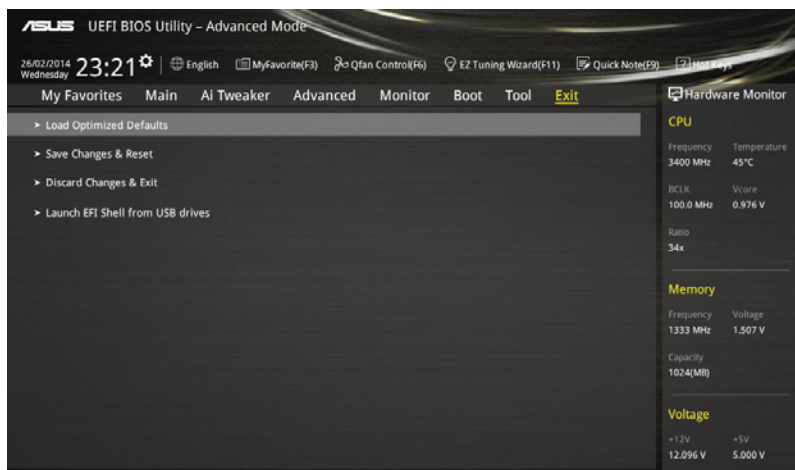 ASUS UEFI BIOS Utility – Advanced Mode
26/02/2014 Wednesday 23:21 English MyFavorite(F3) Qfan Control(F6) EZ Tuning Wizard(F11) Quick Note(F9) ? Hot Keys
My Favorites Main Ai Tweaker Advanced Monitor Boot Tool Exit
Hardware Monitor
> Load Optimized Defaults
> Save Changes & Reset
> Discard Changes & Exit
> Launch EFI Shell from USB drives
CPU
Frequency Temperature
3400 MHz 45°C
BCLK Vcore
100.0 MHz 0.976 V
Ratio
34x
Memory
Frequency Voltage
1333 MHz 1.507 V
Capacity
1024(MB)
Voltage
+12V +5V
12.096 V 5.000 V